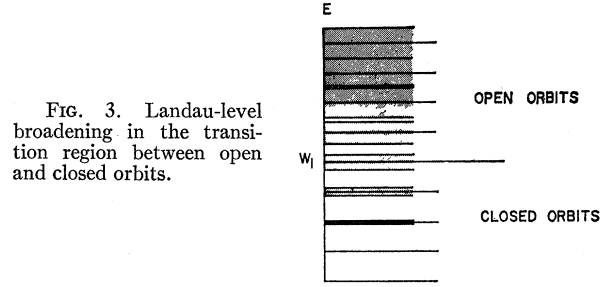 FIG. 3. Landau-level
broadening in the transi-
tion region between open
and closed orbits.
E
OPEN ORBITS
W₁
CLOSED ORBITS